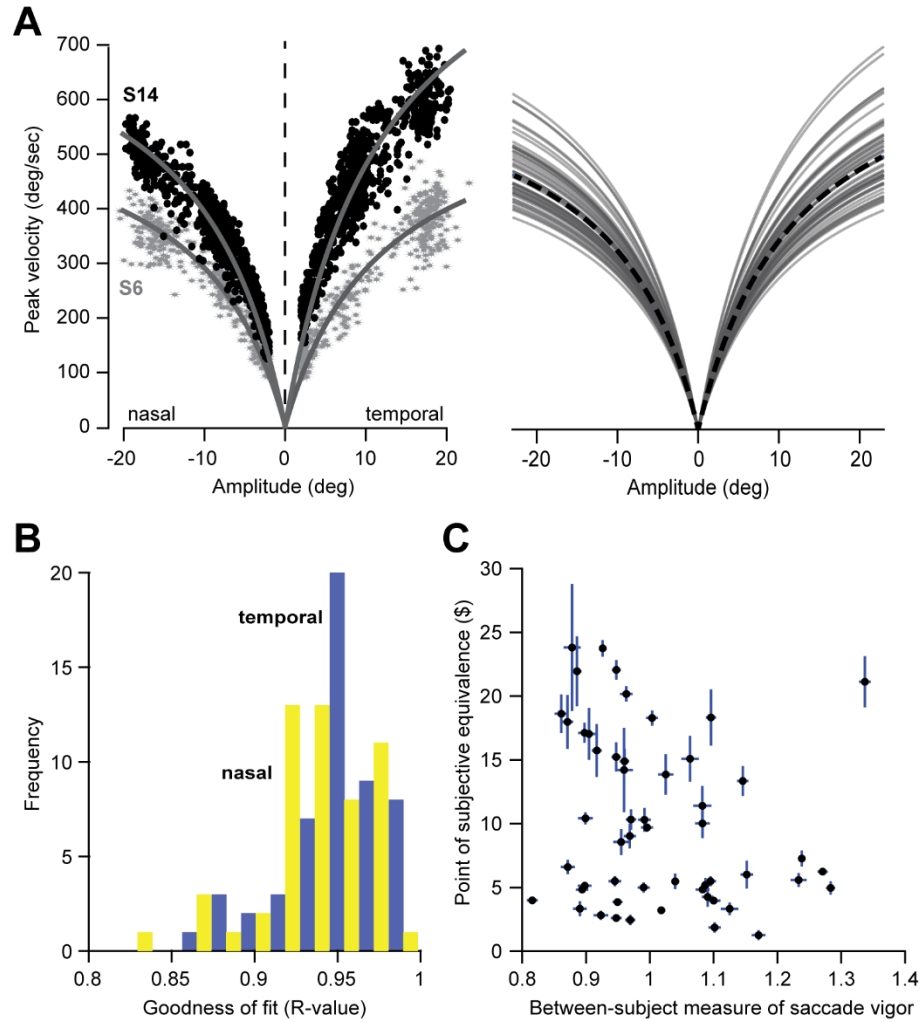 A
700
600
500
400
300
200
100
0
Peak velocity (deg/sec)
S14
S6
nasal
temporal
-20
-10
0
10
20
Amplitude (deg)
-20
-10
0
10
20
Amplitude (deg)
B
20
15
10
5
0
Frequency
temporal
nasal
0.8
0.85
0.9
0.95
1
Goodness of fit (R-value)
C
30
25
20
15
10
5
0
Point of subjective equivalence ($)
0.8
0.9
1
1.1
1.2
1.3
1.4
Between-subject measure of saccade vigor